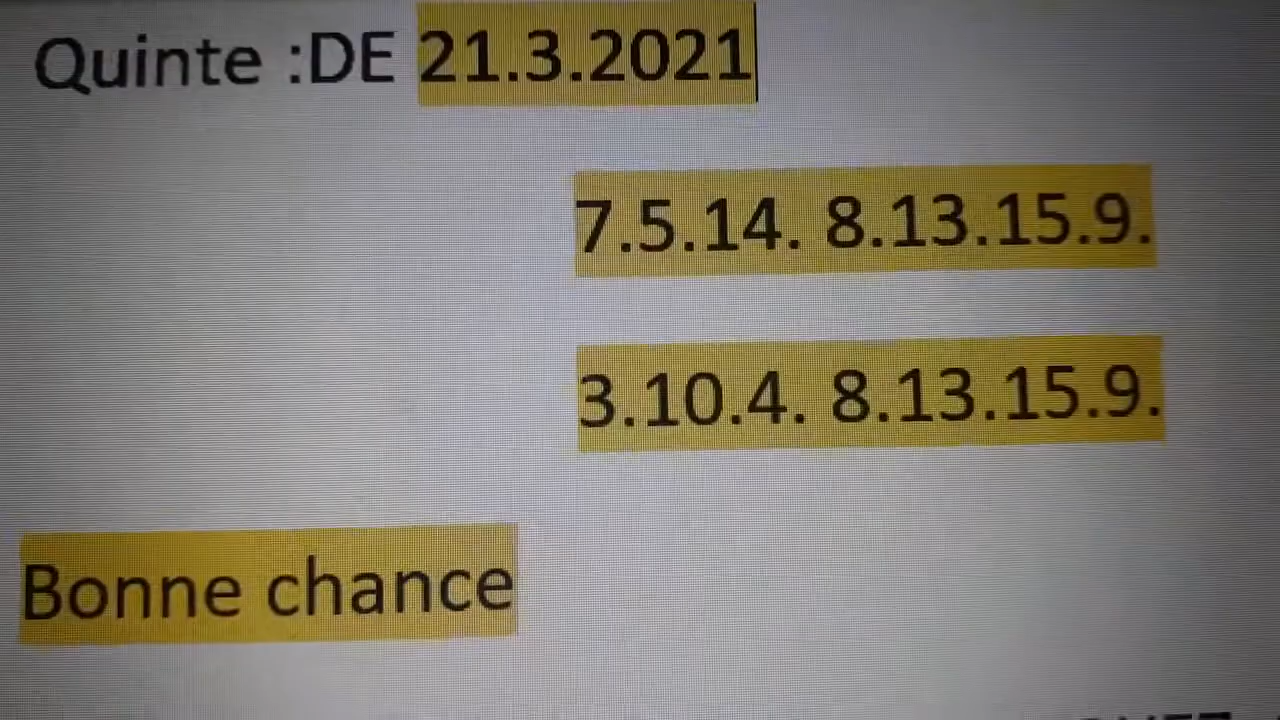 Quinte :DE 21.3.2021
7.5.14. 8.13.15.9.
3.10.4. 8.13.15.9.
Bonne chance